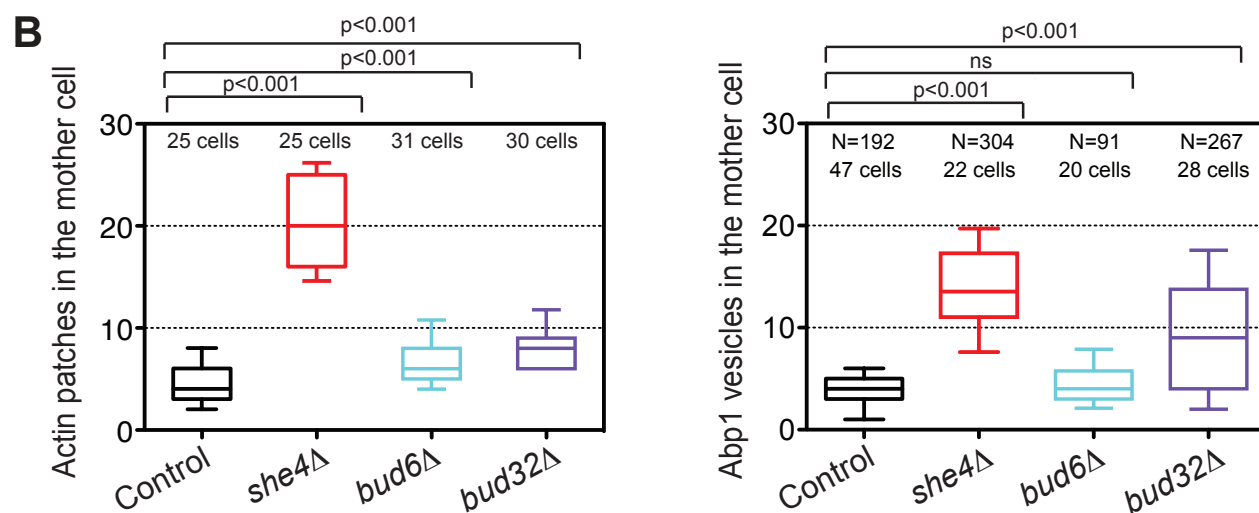 B
p<0.001
p<0.001
p<0.001
Actin patches in the mother cell
30
20
10
0
25 cells
25 cells
31 cells
30 cells
Control
she4Δ
bud6Δ
bud32Δ
p<0.001
ns
p<0.001
Abp1 vesicles in the mother cell
30
20
10
0
N=192
47 cells
N=304
22 cells
N=91
20 cells
N=267
28 cells
Control
she4Δ
bud6Δ
bud32Δ